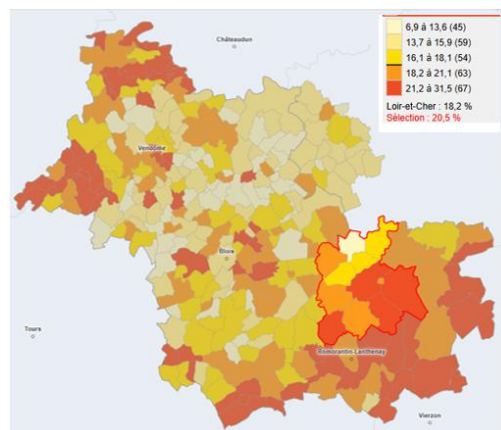 Châteaudun
6,9 à 13,6 (45)
13,7 à 15,9 (59)
16,1 à 18,1 (54)
18,2 à 21,1 (63)
21,2 à 31,5 (67)
Loir-et-Cher : 18,2 %
Sélection : 20,5 %
Vendôme
Blois
Tours
Romorantin Lanthenay
Vierzon